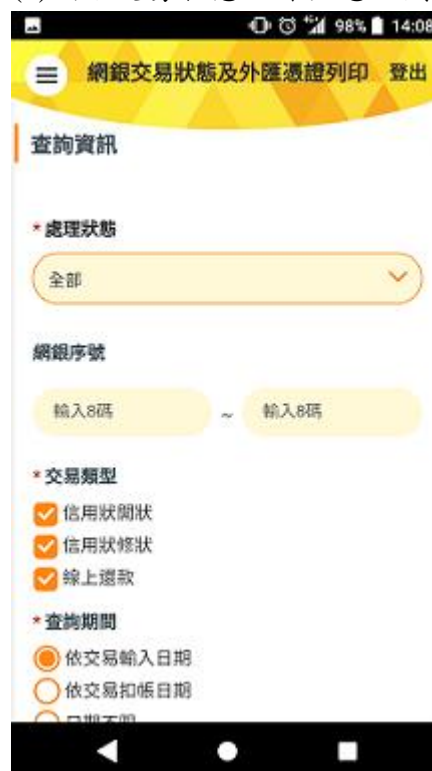 98% 14:08
網銀交易狀態及外匯憑證列印 登出
查詢資訊
*處理狀態
全部
網銀序號
輸入8碼 ~ 輸入8碼
*交易類型
信用狀開狀
信用狀修狀
線上還款
*查詢期間
依交易輸入日期
依交易扣帳日期